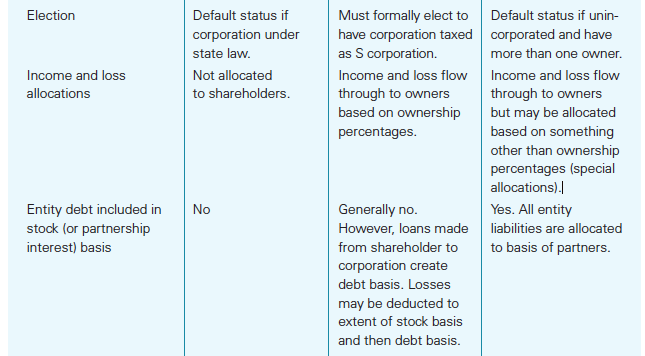 Election
Default status if
corporation under
state law.
Must formally elect to
have corporation taxed
as S corporation.
Default status if unin-
corporated and have
more than one owner.
Income and loss
allocations
Not allocated
to shareholders.
Income and loss flow
through to owners
based on ownership
percentages.
Income and loss flow
through to owners
but may be allocated
based on something
other than ownership
percentages (special
allocations).
Entity debt included in
stock (or partnership
interest) basis
No
Generally no.
However, loans made
from shareholder to
corporation create
debt basis. Losses
may be deducted to
extent of stock basis
and then debt basis.
Yes. All entity
liabilities are allocated
to basis of partners.